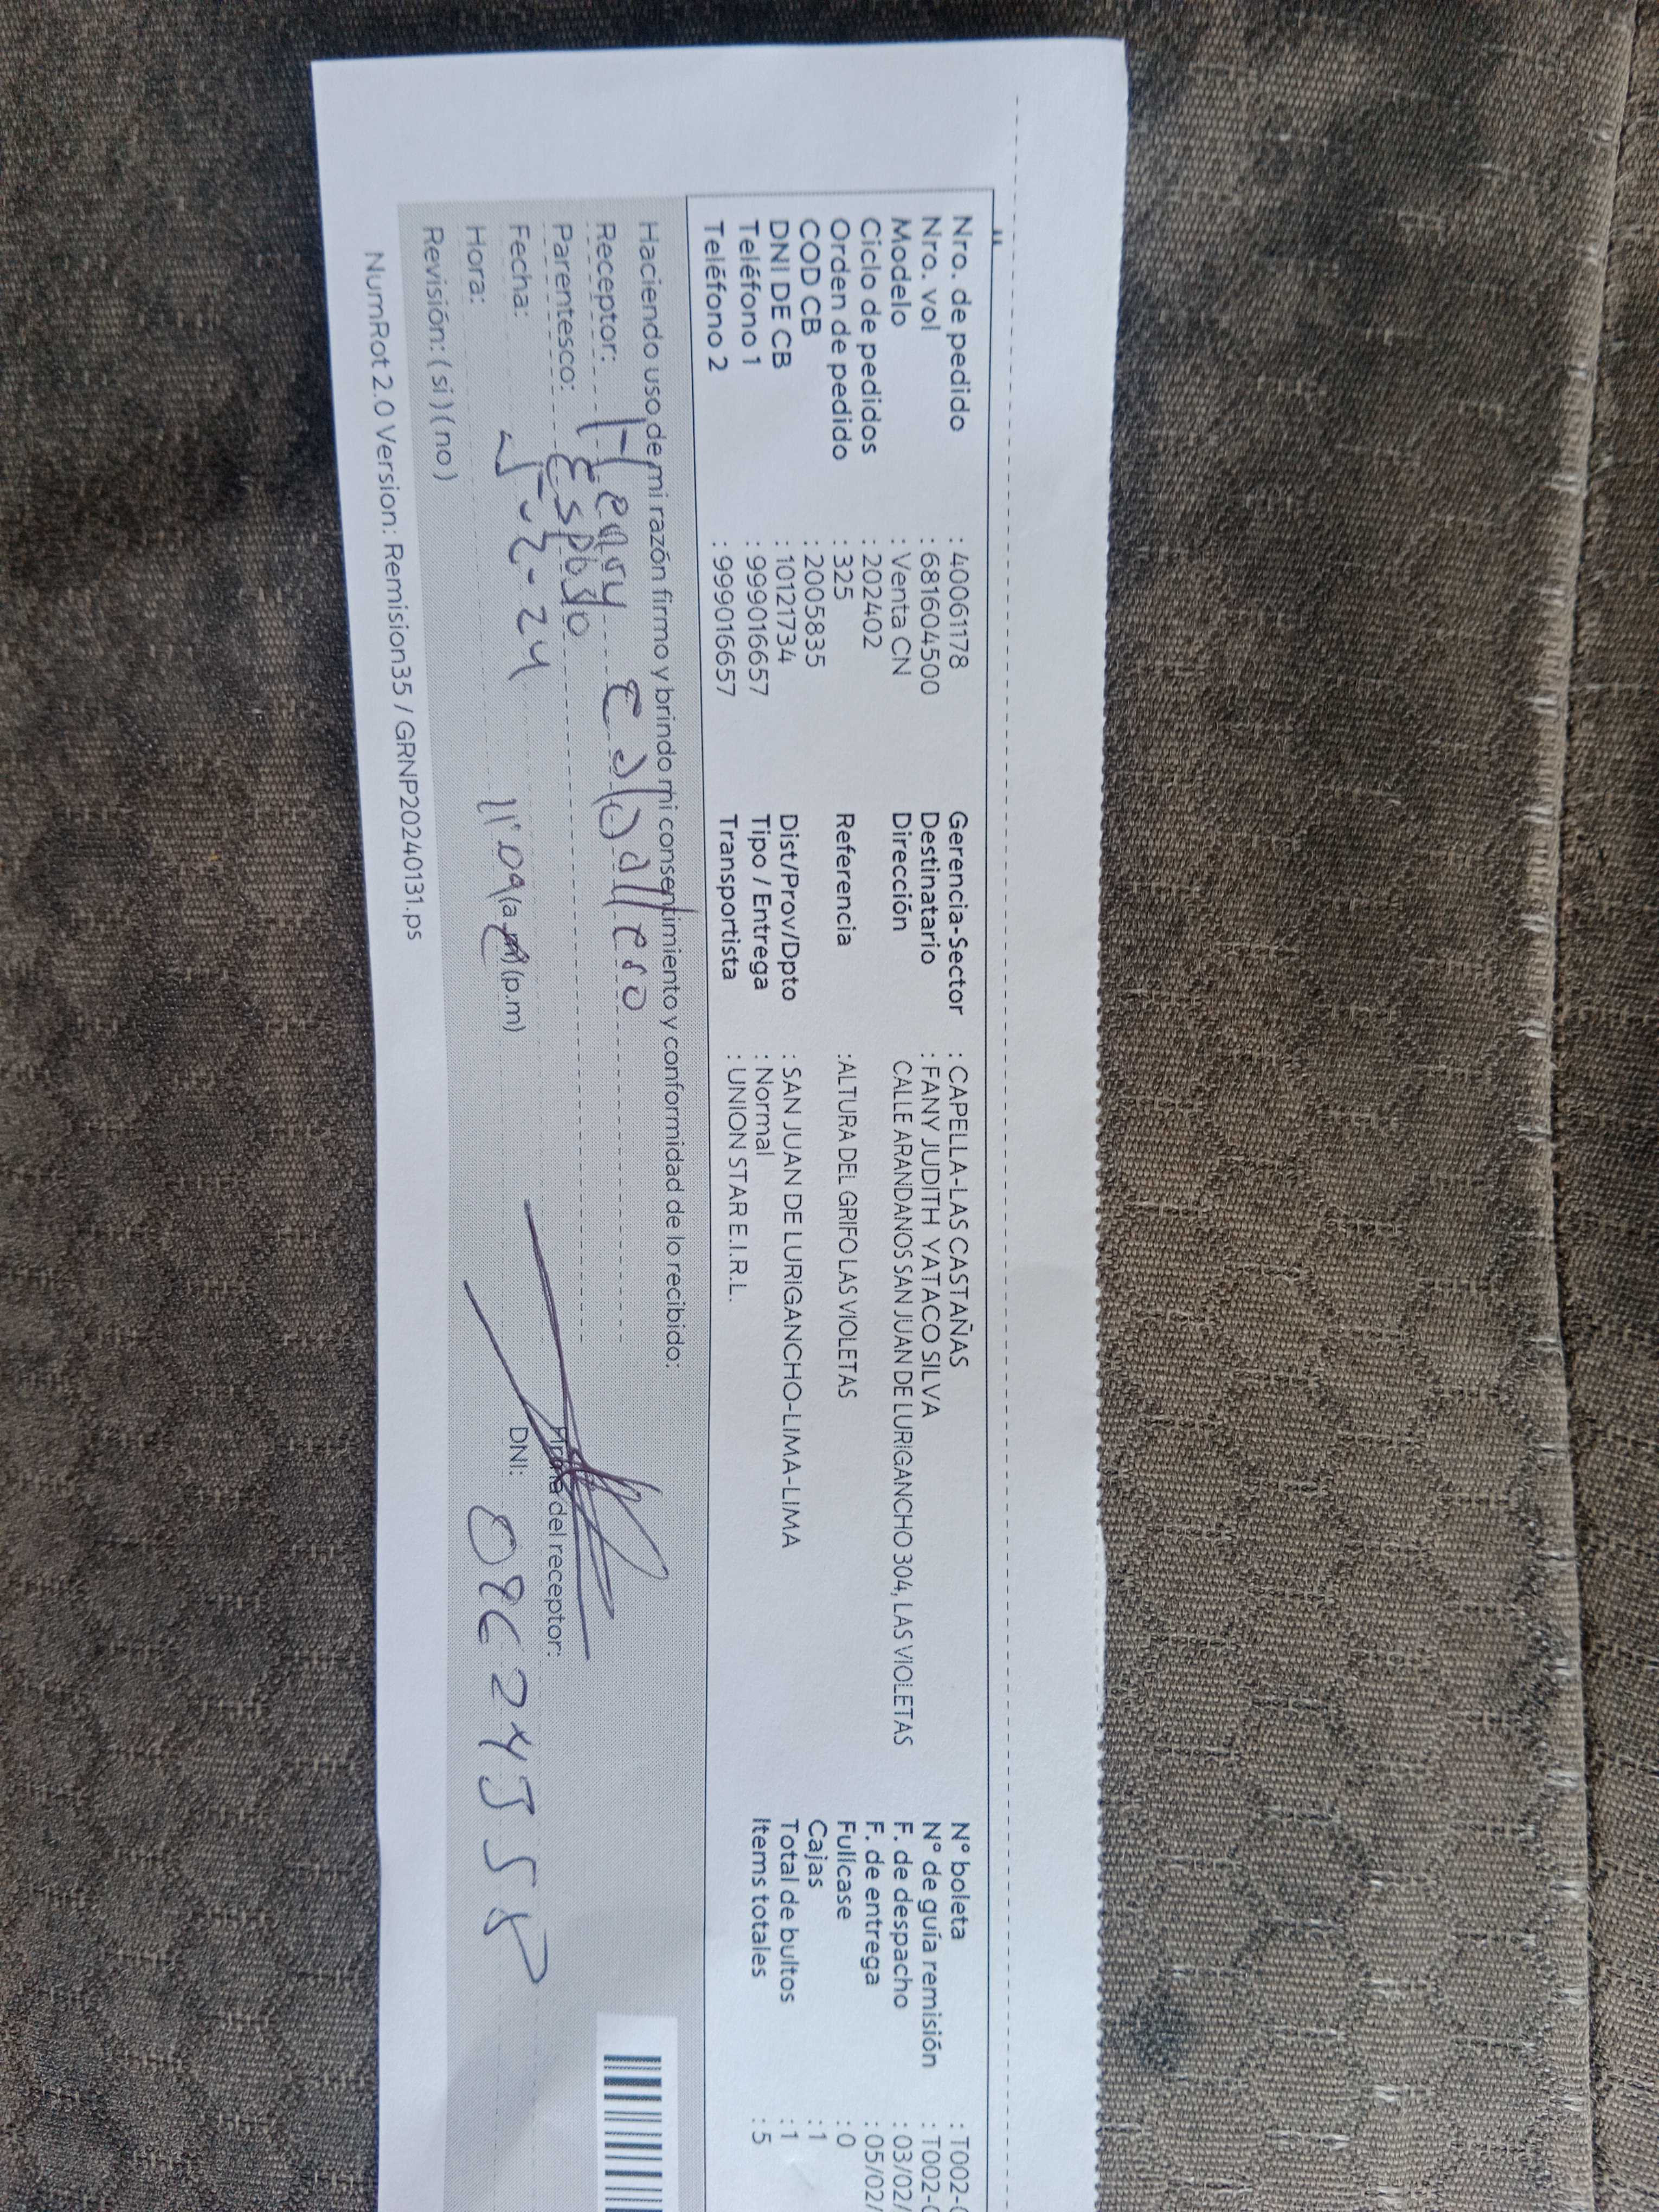 Nro. de pedido : 40061178 Gerencia-Sector : CAPELLA-LAS CASTAÑAS N° boleta : T002-
Nro. vol : 681604500 Destinatario : FANY JUDITH YATACO SILVA N° de guía remisión : T002-
Modelo : Venta CN Dirección CALLE ARANDANOS SAN JUAN DE LURIGANCHO 304, LAS VIOLETAS F. de despacho : 03/02/
Ciclo de pedidos : 202402 F. de entrega : 05/02/
Orden de pedido : 325 Referencia :ALTURA DEL GRIFO LAS VIOLETAS Fullcase : 0
COD CB : 2005835 Cajas : 1
DNI DE CB : 10121734 Dist/Prov/Dpto : SAN JUAN DE LURIGANCHO-LIMA-LIMA Total de bultos : 1
Teléfono 1 : 999016657 Tipo / Entrega : Normal Items totales : 5
Teléfono 2 : 999016657 Transportista : UNION STAR E.I.R.L.
Haciendo uso de mi razón firmo y brindo mi consentimiento y conformidad de lo recibido:
Receptor:
Parentesco: Esposo Firma del receptor:
Fecha: DNI:
Hora: (a.m) (p.m)
Revisión: (si) (no)
NumRot 2.0 Version: Remision35 / GRNP20240131.ps